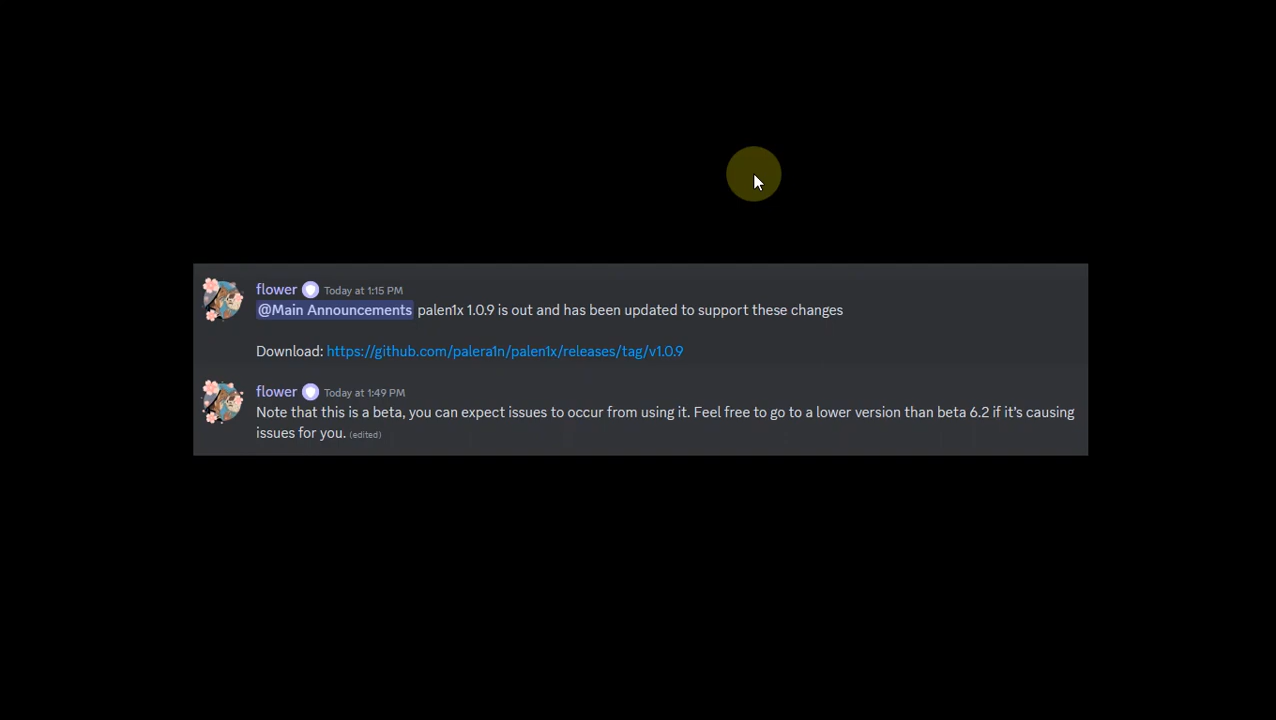 flower Today at 1:15 PM
@Main Announcements palen1x 1.0.9 is out and has been updated to support these changes
Download: https://github.com/palera1n/palen1x/releases/tag/v1.0.9
flower Today at 1:49 PM
Note that this is a beta, you can expect issues to occur from using it. Feel free to go to a lower version than beta 6.2 if it's causing
issues for you. (edited)